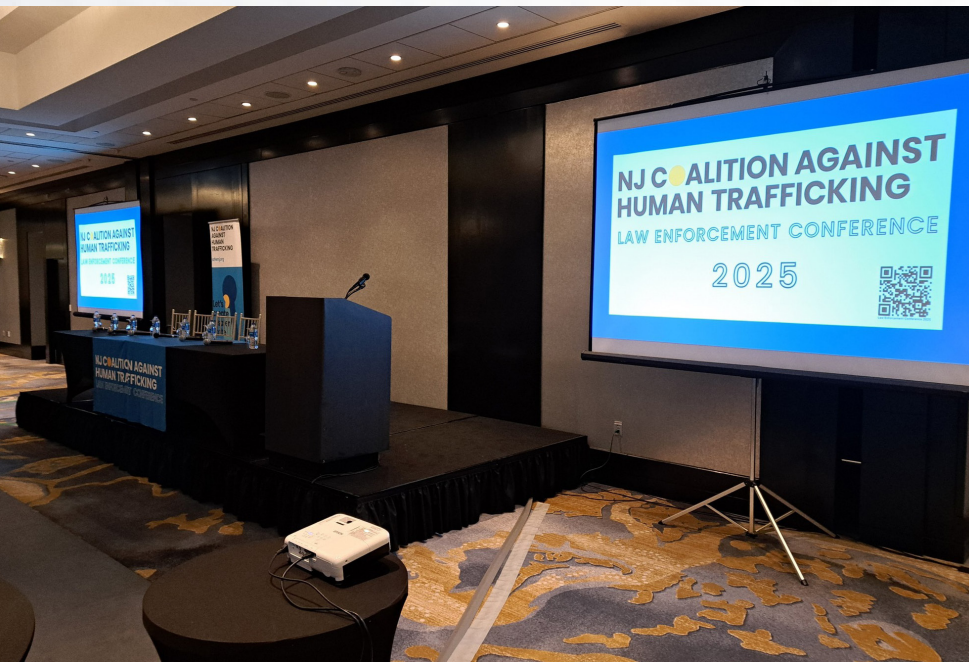 NJ COALITION AGAINST
HUMAN TRAFFICKING
LAW ENFORCEMENT CONFERENCE
2025
NJ COALITION
AGAINST
HUMAN
TRAFFICKING
Let's
NJ COALITION AGAINST
HUMAN TRAFFICKING
LAW ENFORCEMENT CONFERENCE
NJ COALITION AGAINST
HUMAN TRAFFICKING
LAW ENFORCEMENT CONFERENCE
2025